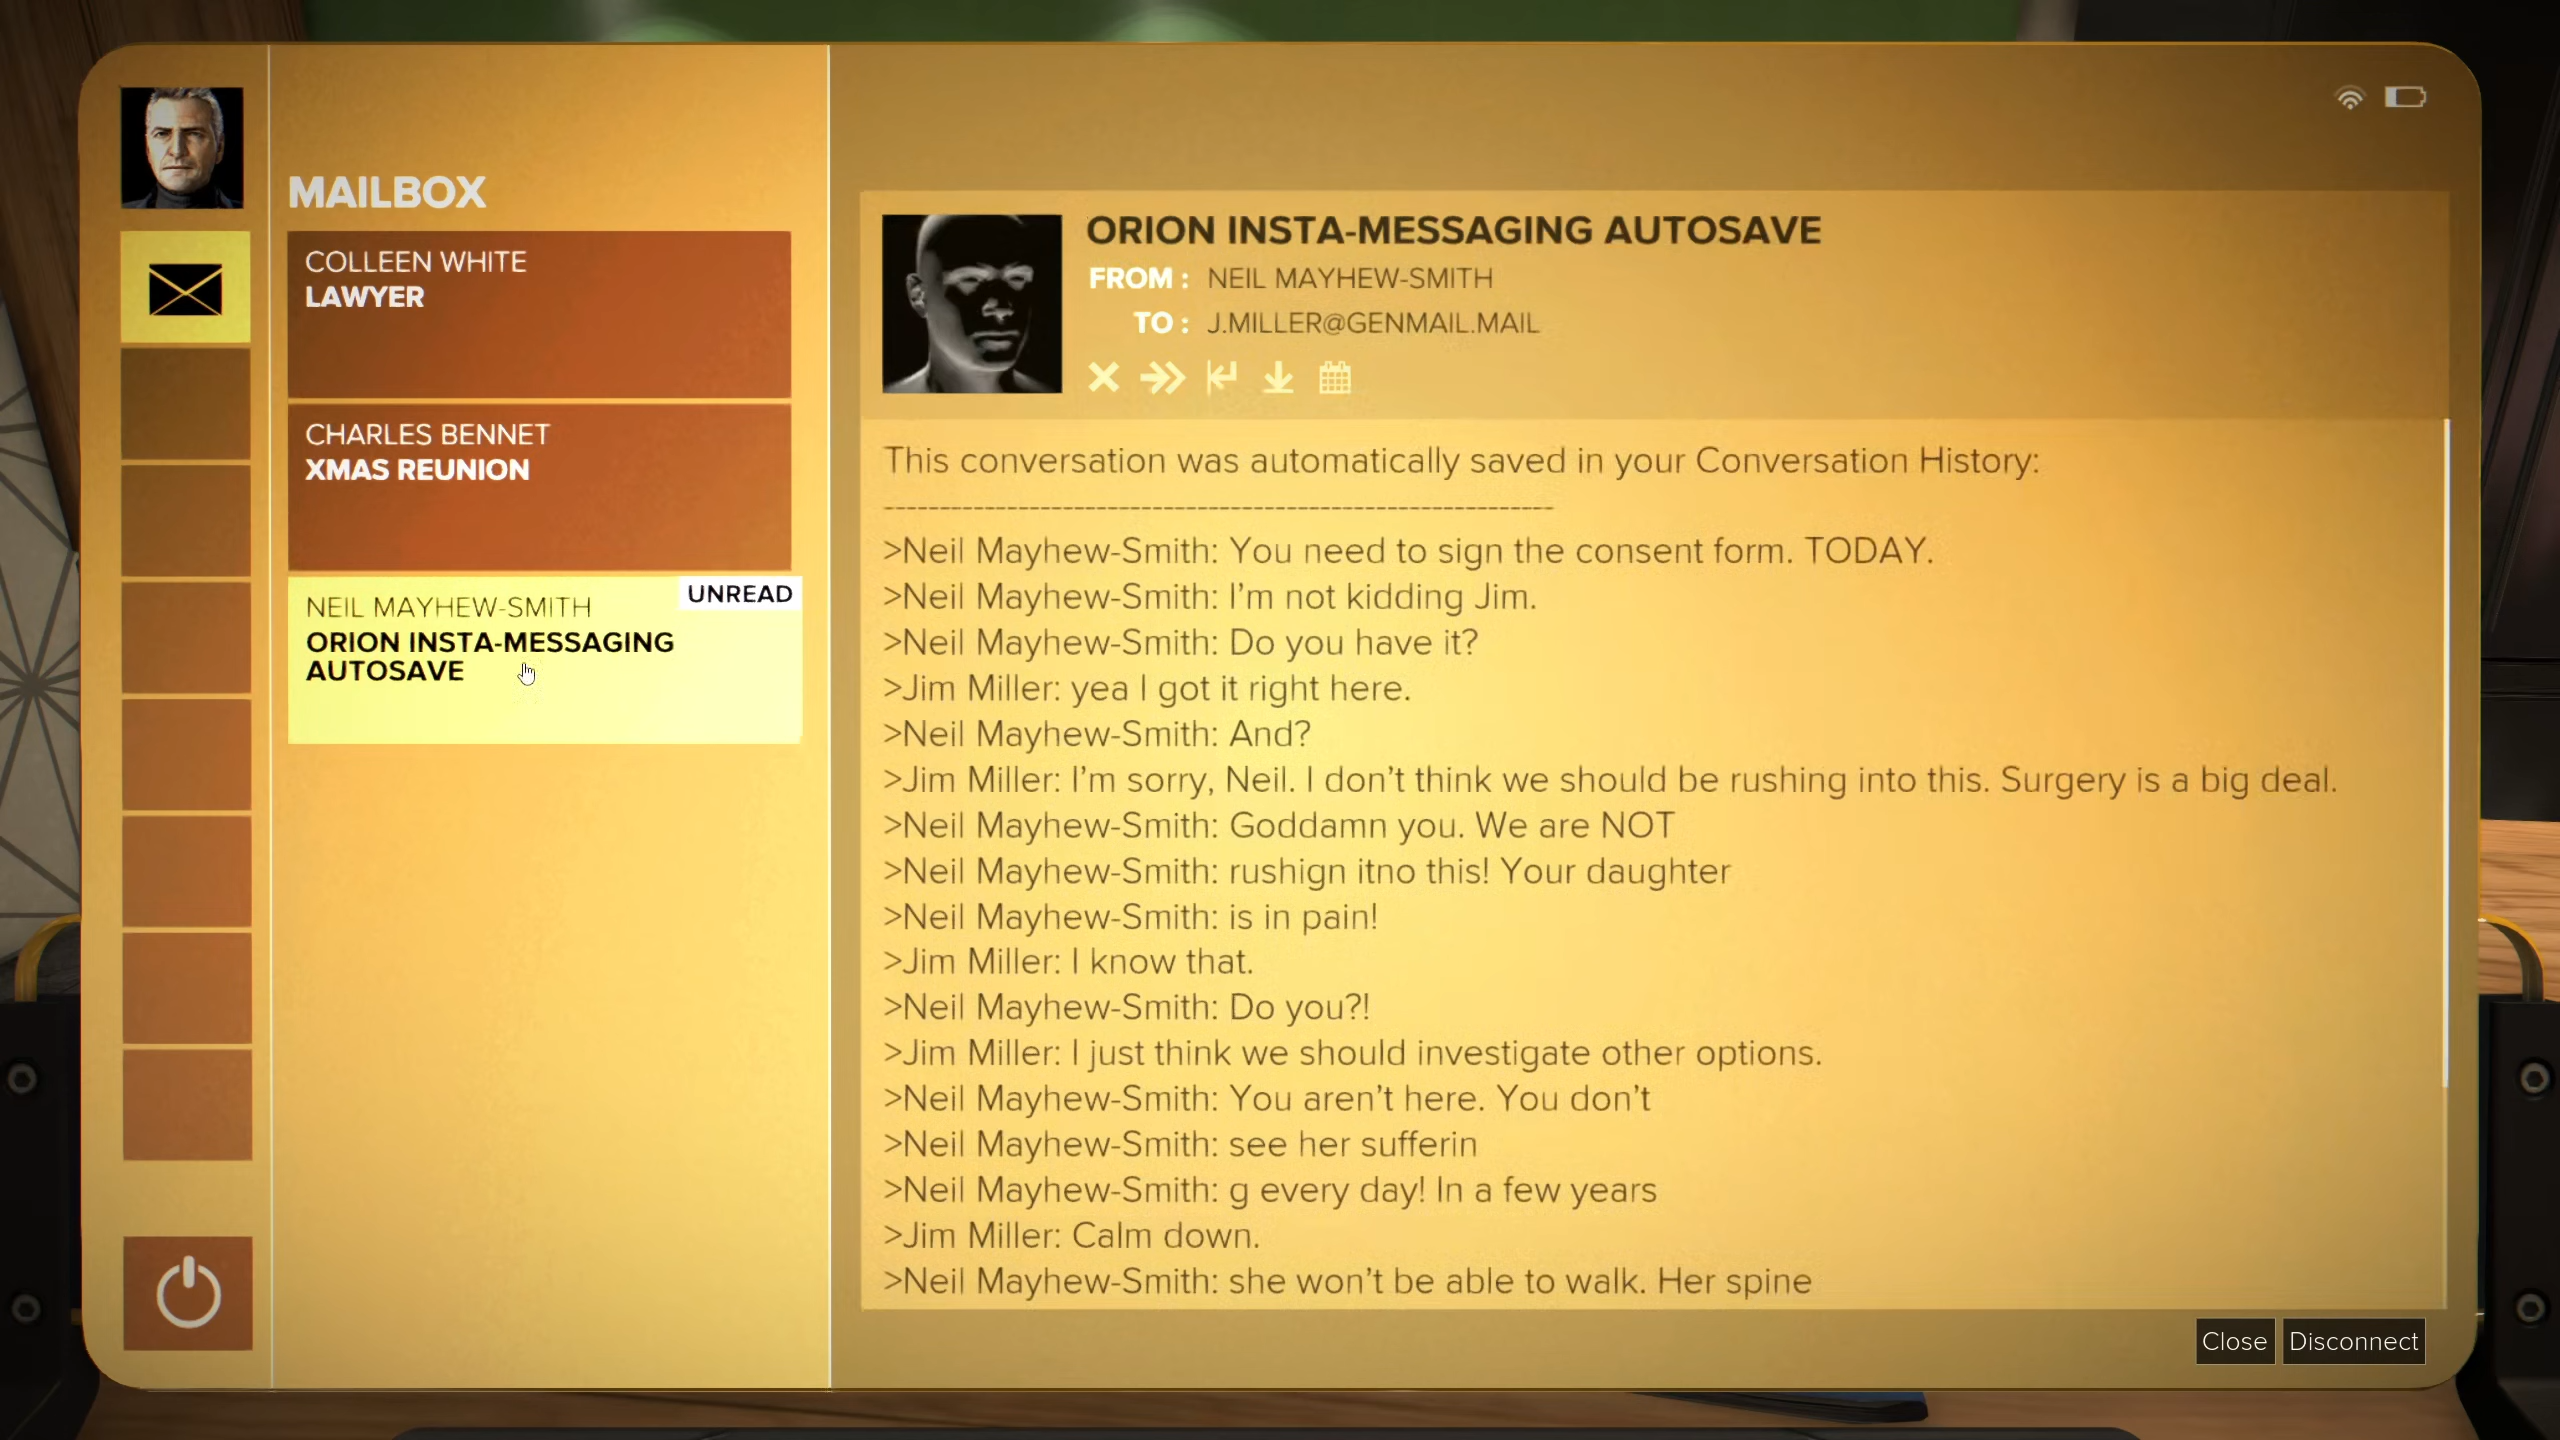 MAILBOX
COLLEEN WHITE
LAWYER
CHARLES BENNET
XMAS REUNION
UNREAD
NEIL MAYHEW-SMITH
ORION INSTA-MESSAGING
AUTOSAVE
ORION INSTA-MESSAGING AUTOSAVE
FROM : NEIL MAYHEW-SMITH
TO : J.MILLER@GENMAIL.MAIL
This conversation was automatically saved in your Conversation History:
------------------------------------------------------------
>Neil Mayhew-Smith: You need to sign the consent form. TODAY.
>Neil Mayhew-Smith: I'm not kidding Jim.
>Neil Mayhew-Smith: Do you have it?
>Jim Miller: yea I got it right here.
>Neil Mayhew-Smith: And?
>Jim Miller: I'm sorry, Neil. I don't think we should be rushing into this. Surgery is a big deal.
>Neil Mayhew-Smith: Goddamn you. We are NOT
>Neil Mayhew-Smith: rushign itno this! Your daughter
>Neil Mayhew-Smith: is in pain!
>Jim Miller: I know that.
>Neil Mayhew-Smith: Do you?!
>Jim Miller: I just think we should investigate other options.
>Neil Mayhew-Smith: You aren't here. You don't
>Neil Mayhew-Smith: see her sufferin
>Neil Mayhew-Smith: g every day! In a few years
>Jim Miller: Calm down.
>Neil Mayhew-Smith: she won't be able to walk. Her spine
Close Disconnect